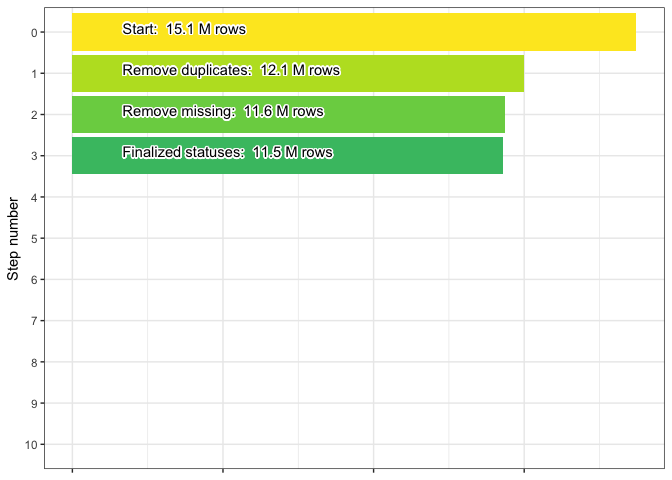 0
Start:  15.1 M rows
1
Remove duplicates:  12.1 M rows
2
Remove missing:  11.6 M rows
3
Finalized statuses:  11.5 M rows
4
5
6
7
8
9
10
Step number